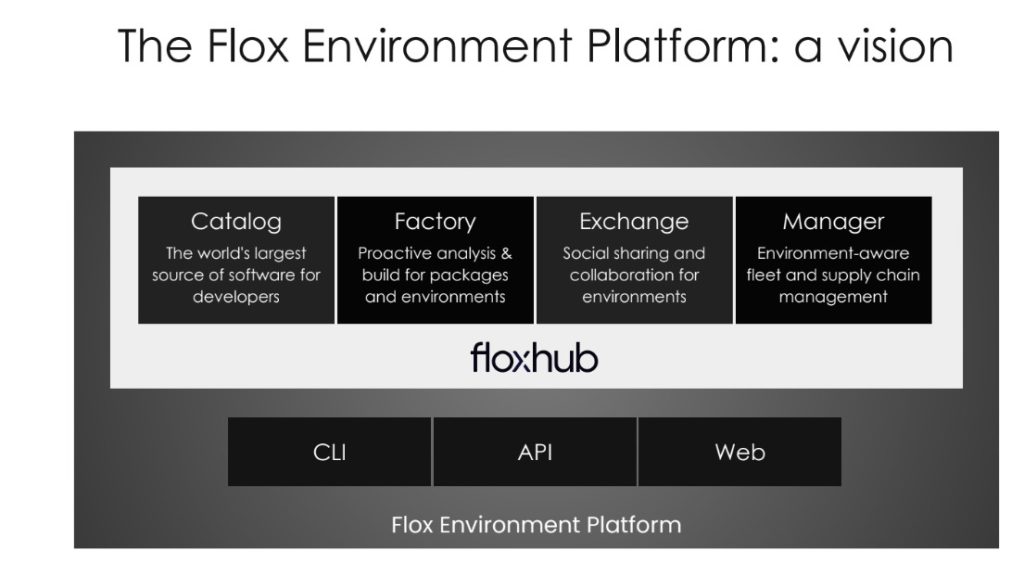 The Flox Environment Platform: a vision
Catalog
The world's largest
source of software for
developers
Factory
Proactive analysis &
build for packages
and environments
Exchange
Social sharing and
collaboration for
environments
Manager
Environment-aware
fleet and supply chain
management
floxhub
CLI
API
Web
Flox Environment Platform